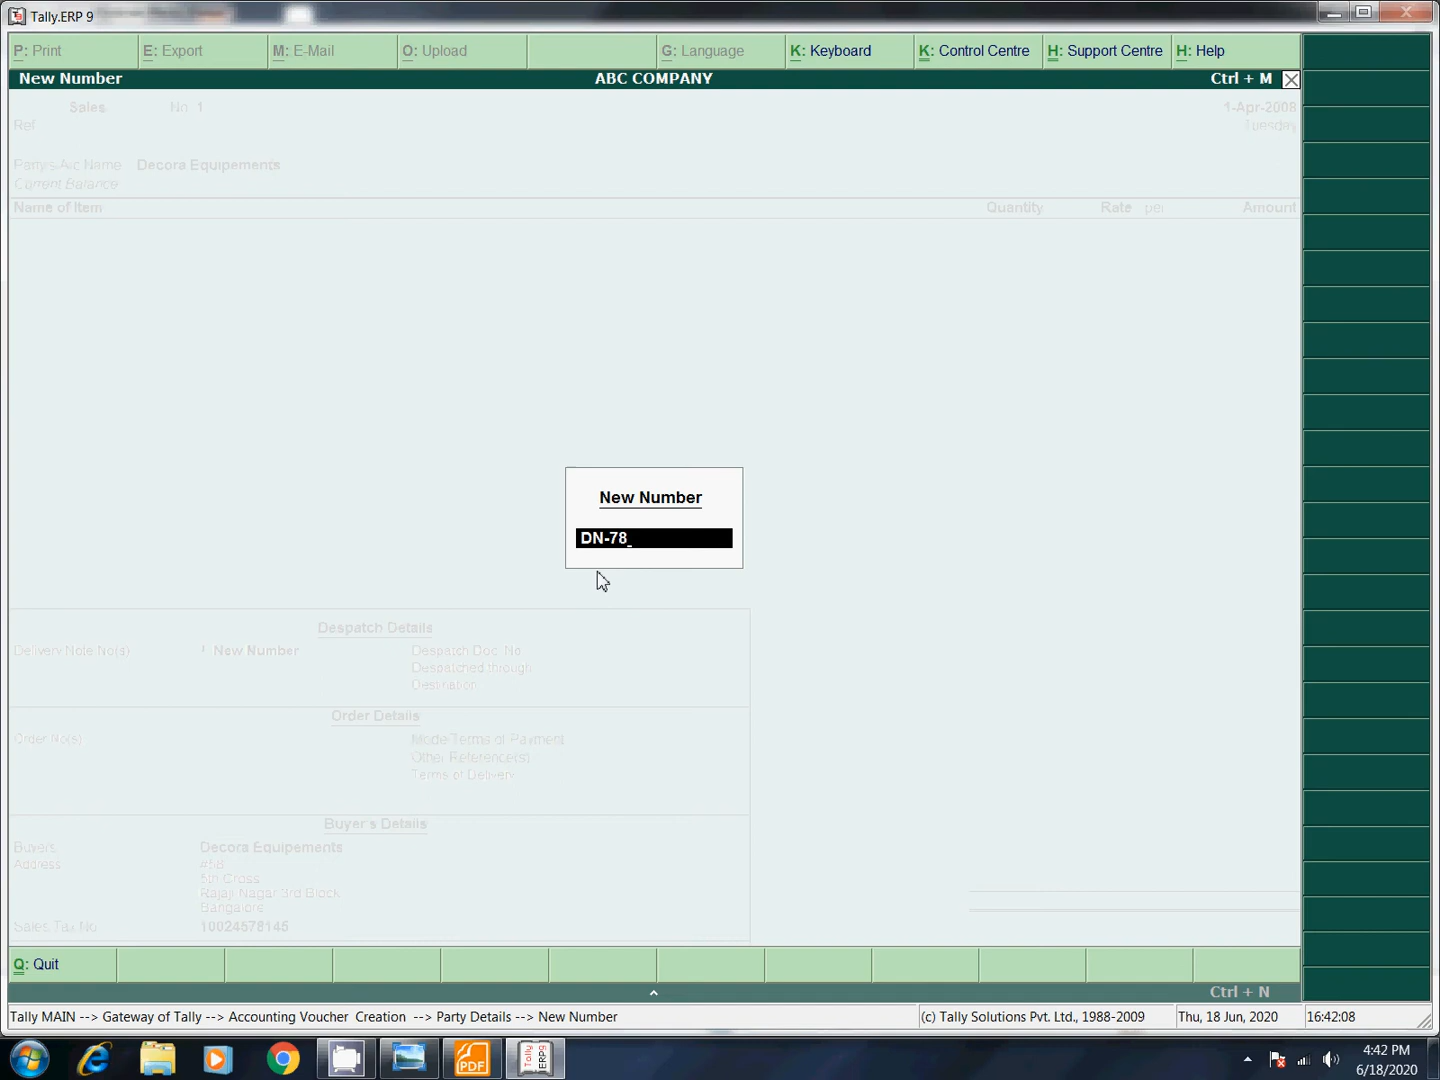 Tally.ERP 9
P: Print E: Export M: E-Mail O: Upload G: Language K: Keyboard K: Control Centre H: Support Centre H: Help
New Number ABC COMPANY Ctrl + M
Sales No. 1 1-Apr-2008
Ref Tuesday
Party's A/c Name Decora Equipements
Current Balance
Name of Item Quantity Rate per Amount
New Number
DN-78
Despatch Details
Delivery Note No(s) New Number Despatch Doc. No.
Despatched through
Destination
Order Details
Order No(s) Mode/Terms of Payment
Other Reference(s)
Terms of Delivery
Buyer's Details
Buyers Decora Equipements
Address #58
5th Cross
Rajaji Nagar 3rd Block
Bangalore
Sales Tax No. 10024578145
Q: Quit
Ctrl + N
Tally MAIN --> Gateway of Tally --> Accounting Voucher Creation --> Party Details --> New Number (c) Tally Solutions Pvt. Ltd., 1988-2009 Thu, 18 Jun, 2020 16:42:08
PDF
Tally ERP9
4:42 PM
6/18/2020